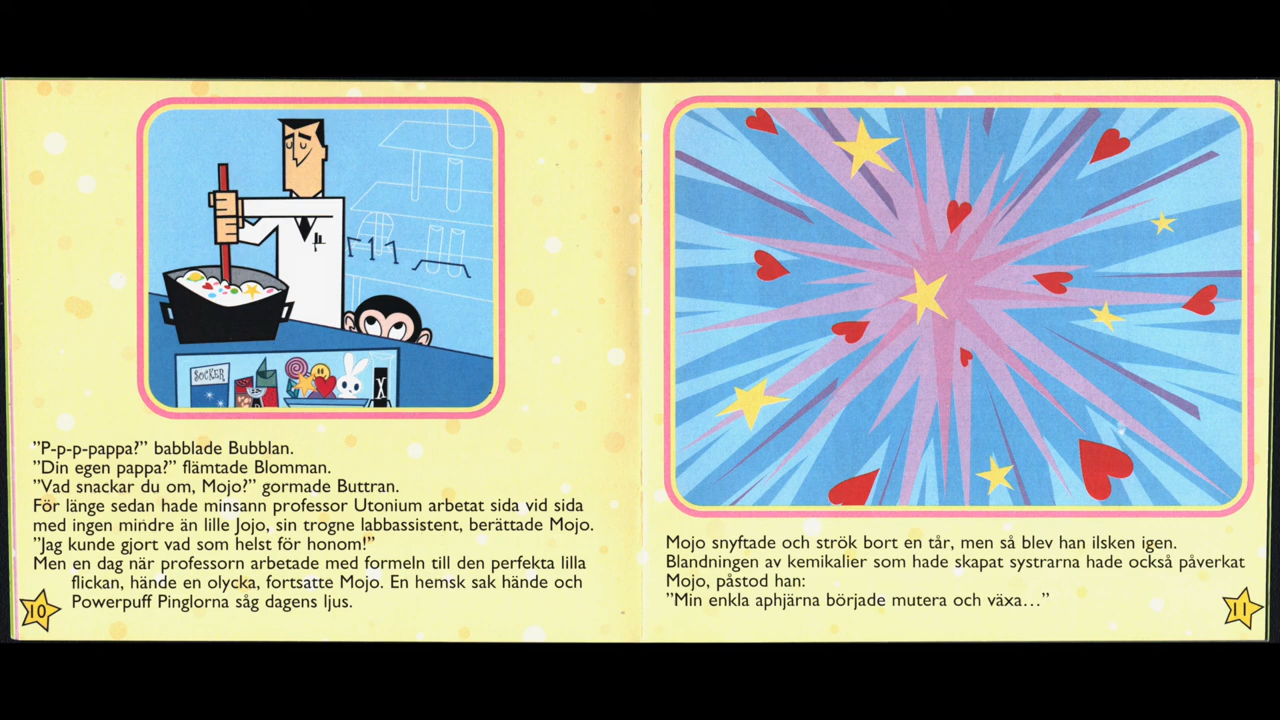 SOCKER
X
”P-p-p-pappa?” babblade Bubblan.
”Din egen pappa?” flämtade Blomman.
”Vad snackar du om, Mojo?” gormade Buttran.
För länge sedan hade minsann professor Utonium arbetat sida vid sida
med ingen mindre än lille Jojo, sin trogne labbassistent, berättade Mojo.
”Jag kunde gjort vad som helst för honom!”
Men en dag när professorn arbetade med formeln till den perfekta lilla
flickan, hände en olycka, fortsatte Mojo. En hemsk sak hände och
Powerpuff Pinglorna såg dagens ljus.
10
Mojo snyftade och strök bort en tår, men så blev han ilsken igen.
Blandningen av kemikalier som hade skapat systrarna hade också påverkat
Mojo, påstod han:
”Min enkla aphjärna började mutera och växa…”
11